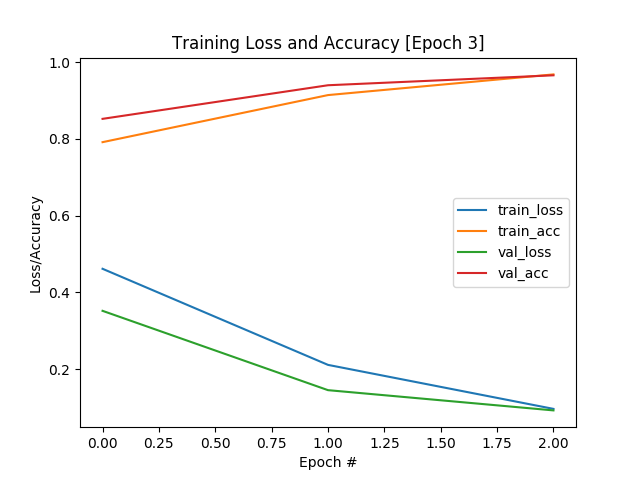 Training Loss and Accuracy [Epoch 3]
1.0
0.8
0.6
0.4
0.2
Loss/Accuracy
train_loss
train_acc
val_loss
val_acc
0.00 0.25 0.50 0.75 1.00 1.25 1.50 1.75 2.00
Epoch #